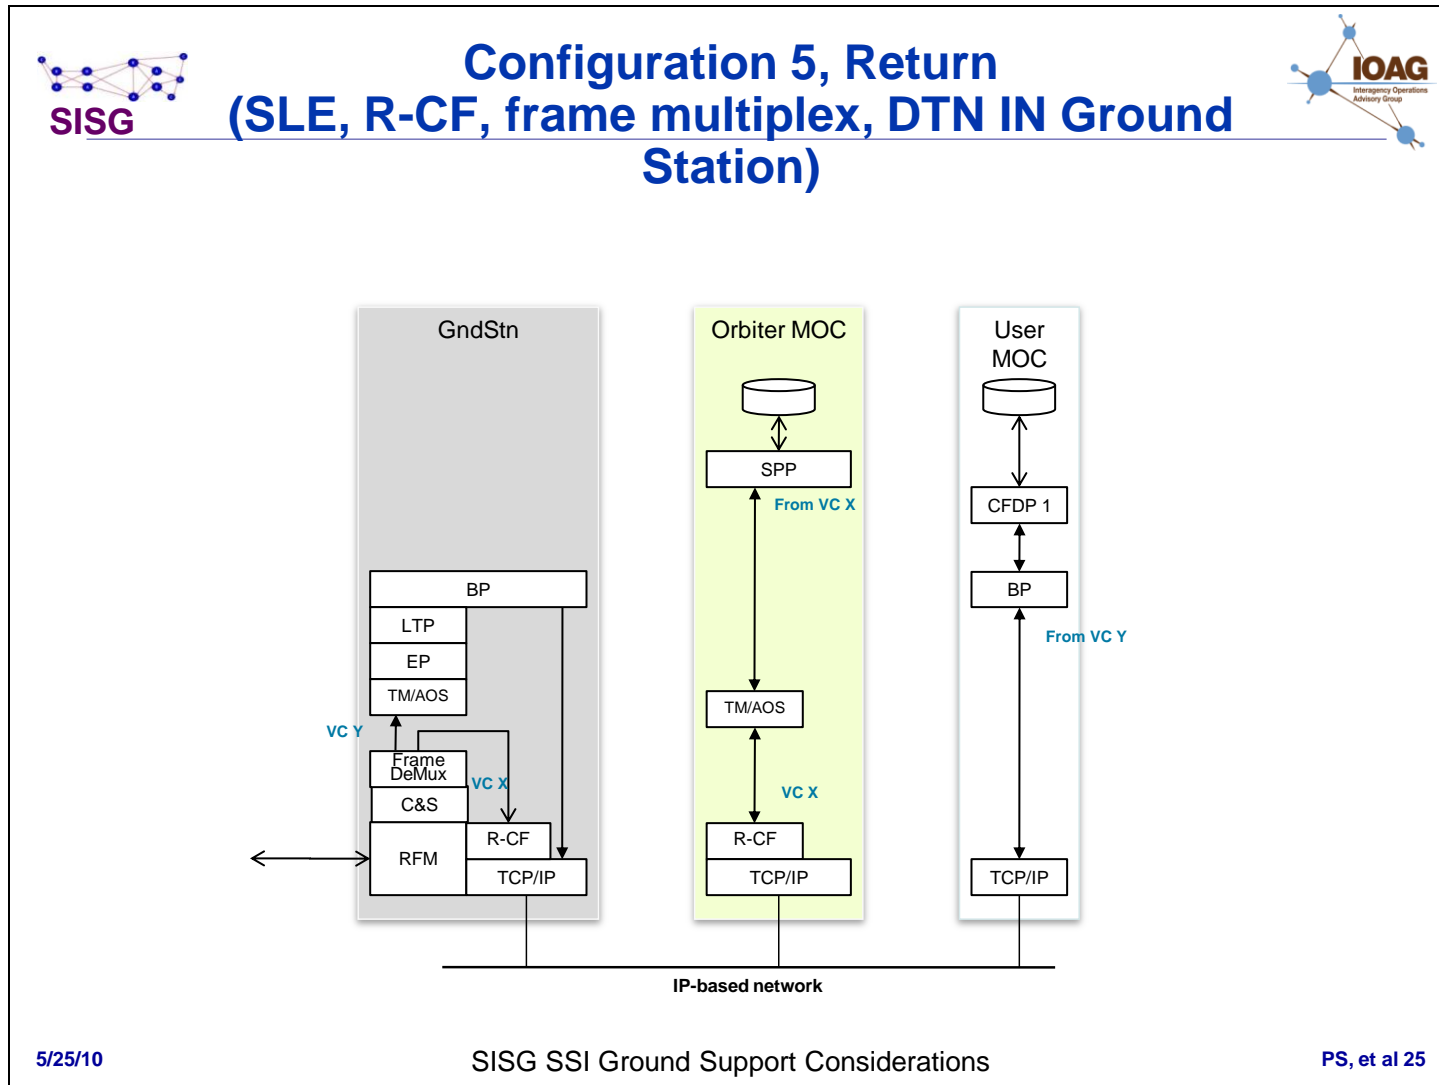 SISG
Configuration 5, Return
(SLE, R-CF, frame multiplex, DTN IN Ground
Station)
IOAG
Interagency Operations
Advisory Group
GndStn
BP
LTP
EP
TM/AOS
VC Y
Frame
DeMux
VC X
C&S
R-CF
RFM
TCP/IP
Orbiter MOC
SPP
From VC X
TM/AOS
VC X
R-CF
TCP/IP
User
MOC
CFDP 1
BP
From VC Y
TCP/IP
IP-based network
5/25/10
SISG SSI Ground Support Considerations
PS, et al 25